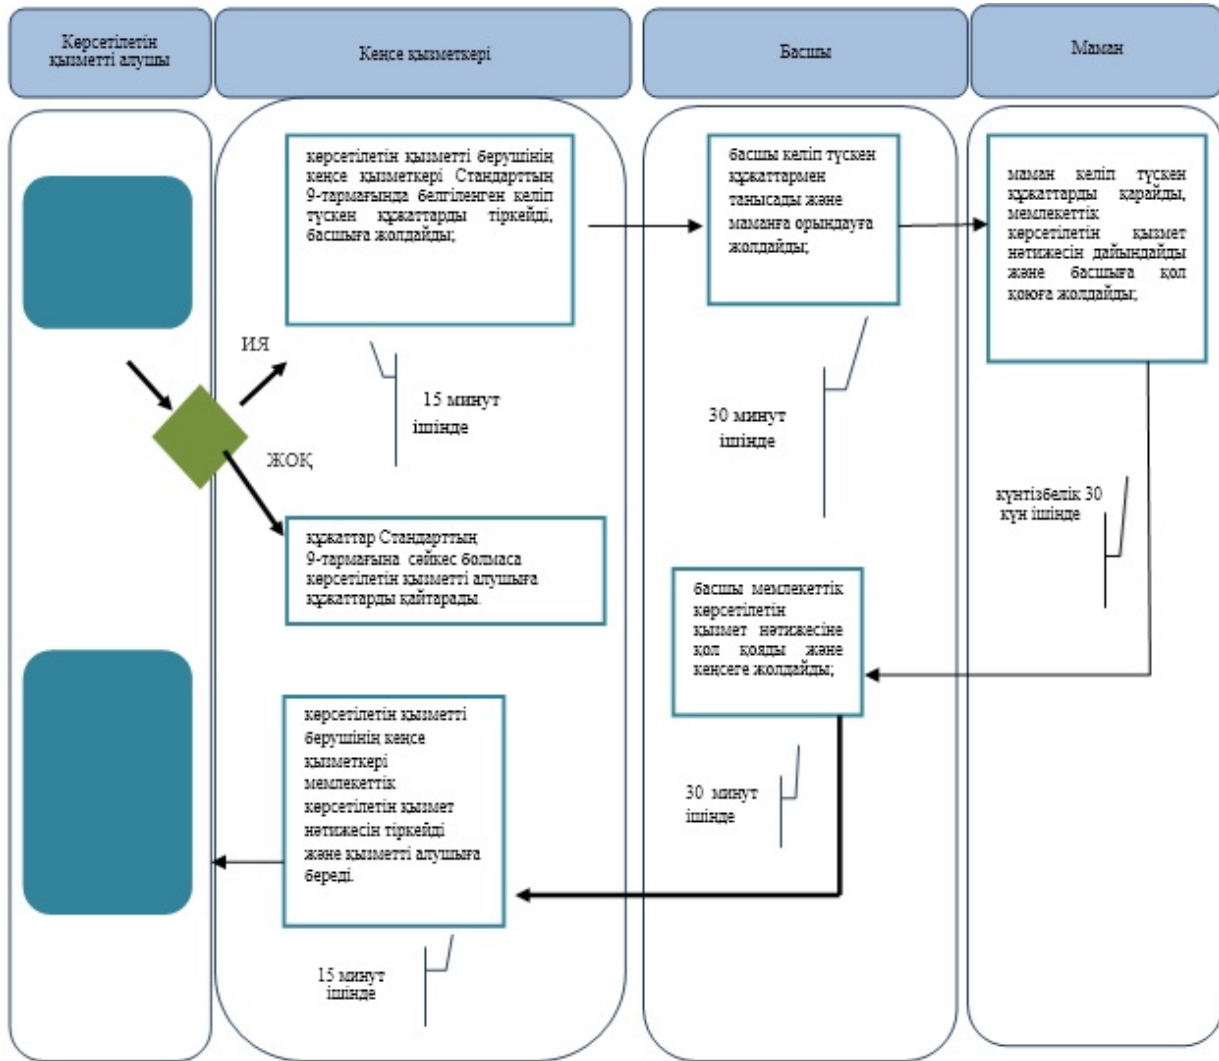 Көрсетілетін
қызметті алушы
Кеңсе қызметкері
Басшы
Маман
көрсетілетін қызметті берушінің
кеңсе қызметкері Стандарттың
9-тармағында белгіленген келіп
түскен құжаттарды тіркейді,
басшыға жолдайды;
басшы келіп түскен
құжаттармен
танысады және
маманға орындауға
жолдайды;
маман келіп түскен
құжаттарды қарайды,
мемлекеттік
көрсетілетін қызмет
нәтижесін дайындайды
және басшыға қол
қоюға жолдайды;
ИЯ
15 минут
ішінде
30 минут
ішінде
ЖОҚ
күнтізбелік 30
күн ішінде
құжаттар Стандарттың
9-тармағына сәйкес болмаса
көрсетілетін қызметті алушыға
құжаттарды қайтарады.
басшы мемлекеттік
көрсетілетін
қызмет нәтижесіне
қол қояды және
кеңсеге жолдайды;
көрсетілетін қызметті
берушінің кеңсе
қызметкері
мемлекеттік
көрсетілетін қызмет
нәтижесін тіркейді
және қызметті алушыға
береді.
30 минут
ішінде
15 минут
ішінде